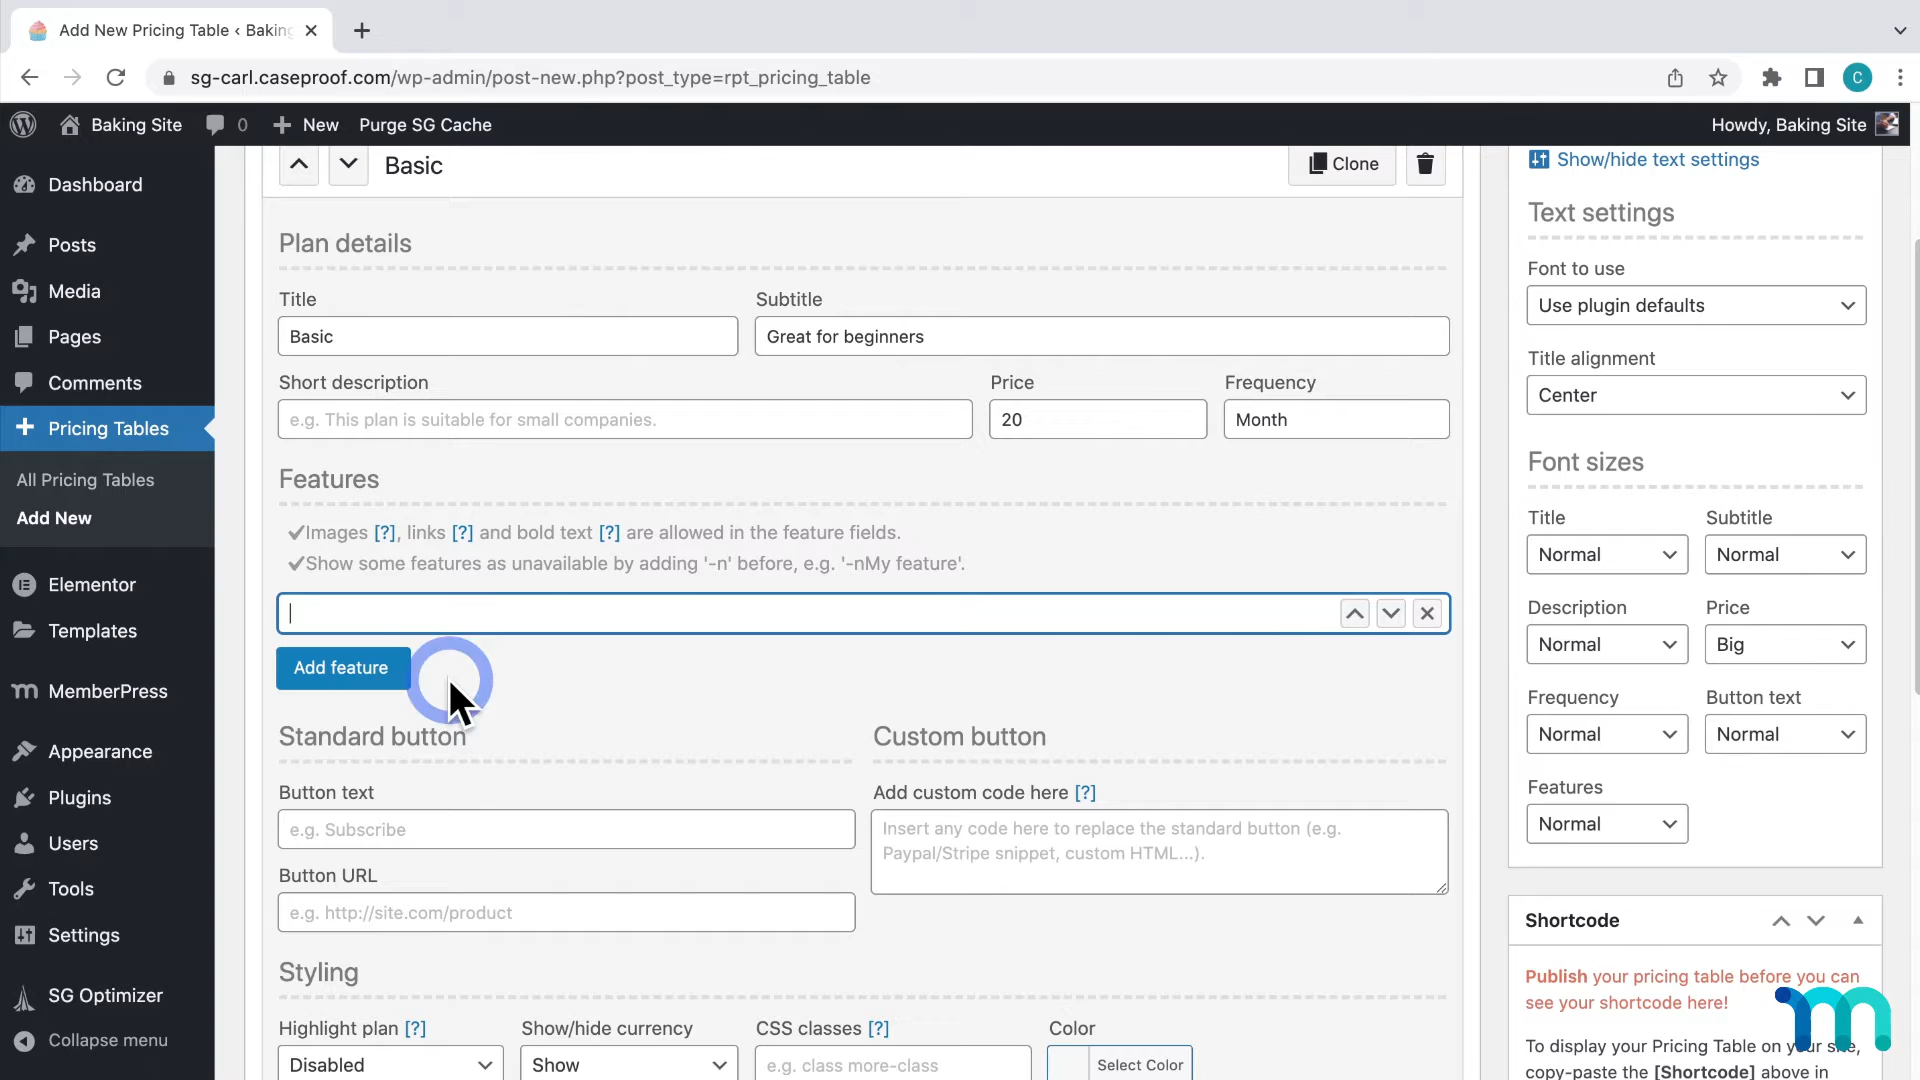 Add New Pricing Table ‹ Baking
sg-carl.caseproof.com/wp-admin/post-new.php?post_type=rpt_pricing_table
C
Baking Site
0
New
Purge SG Cache
Howdy, Baking Site
Dashboard
Posts
Media
Pages
Comments
Pricing Tables
All Pricing Tables
Add New
Elementor
Templates
MemberPress
Appearance
Plugins
Users
Tools
Settings
SG Optimizer
Collapse menu
Basic
Clone
Plan details
Title
Subtitle
Basic
Great for beginners
Short description
Price
Frequency
e.g. This plan is suitable for small companies.
20
Month
Features
✔Images [?], links [?] and bold text [?] are allowed in the feature fields.
✔Show some features as unavailable by adding '-n' before, e.g. '-nMy feature'.
Add feature
Standard button
Custom button
Button text
Add custom code here [?]
e.g. Subscribe
Insert any code here to replace the standard button (e.g.
Paypal/Stripe snippet, custom HTML...).
Button URL
e.g. http://site.com/product
Styling
Highlight plan [?]
Show/hide currency
CSS classes [?]
Color
Disabled
Show
e.g. class more-class
Select Color
Show/hide text settings
Text settings
Font to use
Use plugin defaults
Title alignment
Center
Font sizes
Title
Subtitle
Normal
Normal
Description
Price
Normal
Big
Frequency
Button text
Normal
Normal
Features
Normal
Shortcode
Publish your pricing table before you can
see your shortcode here!
To display your Pricing Table on your site,
copy-paste the [Shortcode] above in